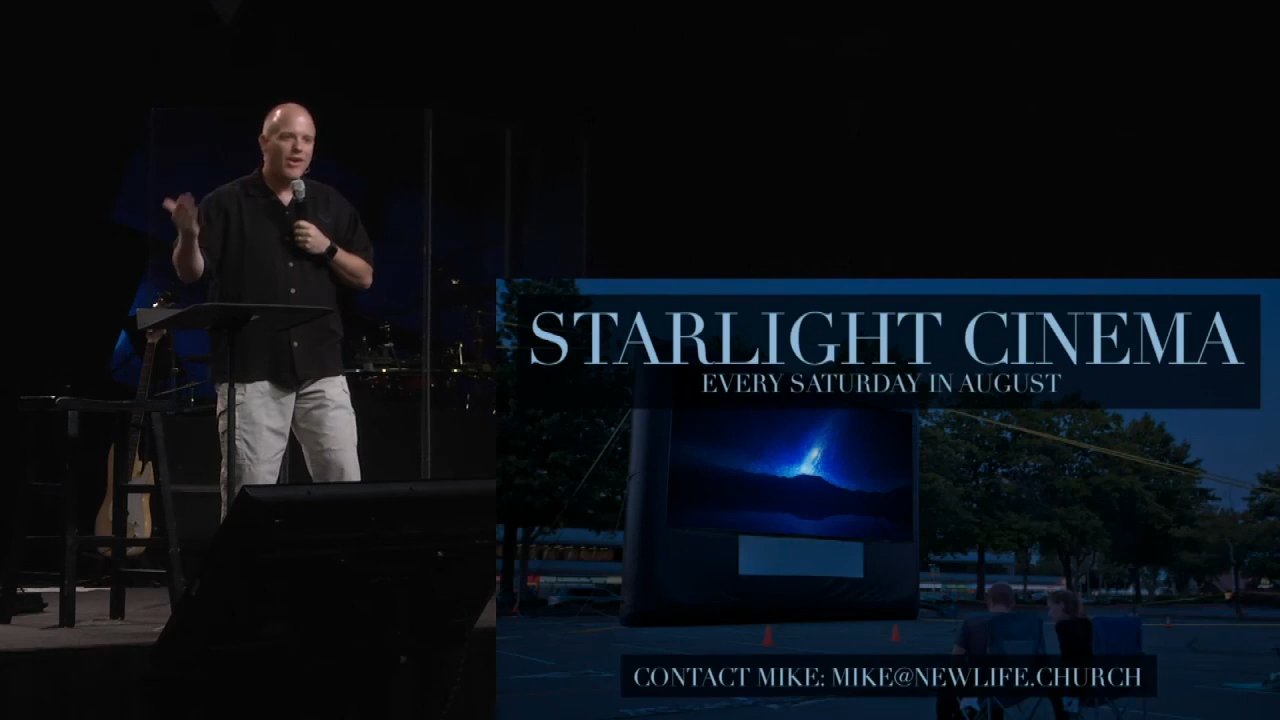 STARLIGHT CINEMA
EVERY SATURDAY IN AUGUST
CONTACT MIKE: MIKE@NEWLIFE.CHURCH